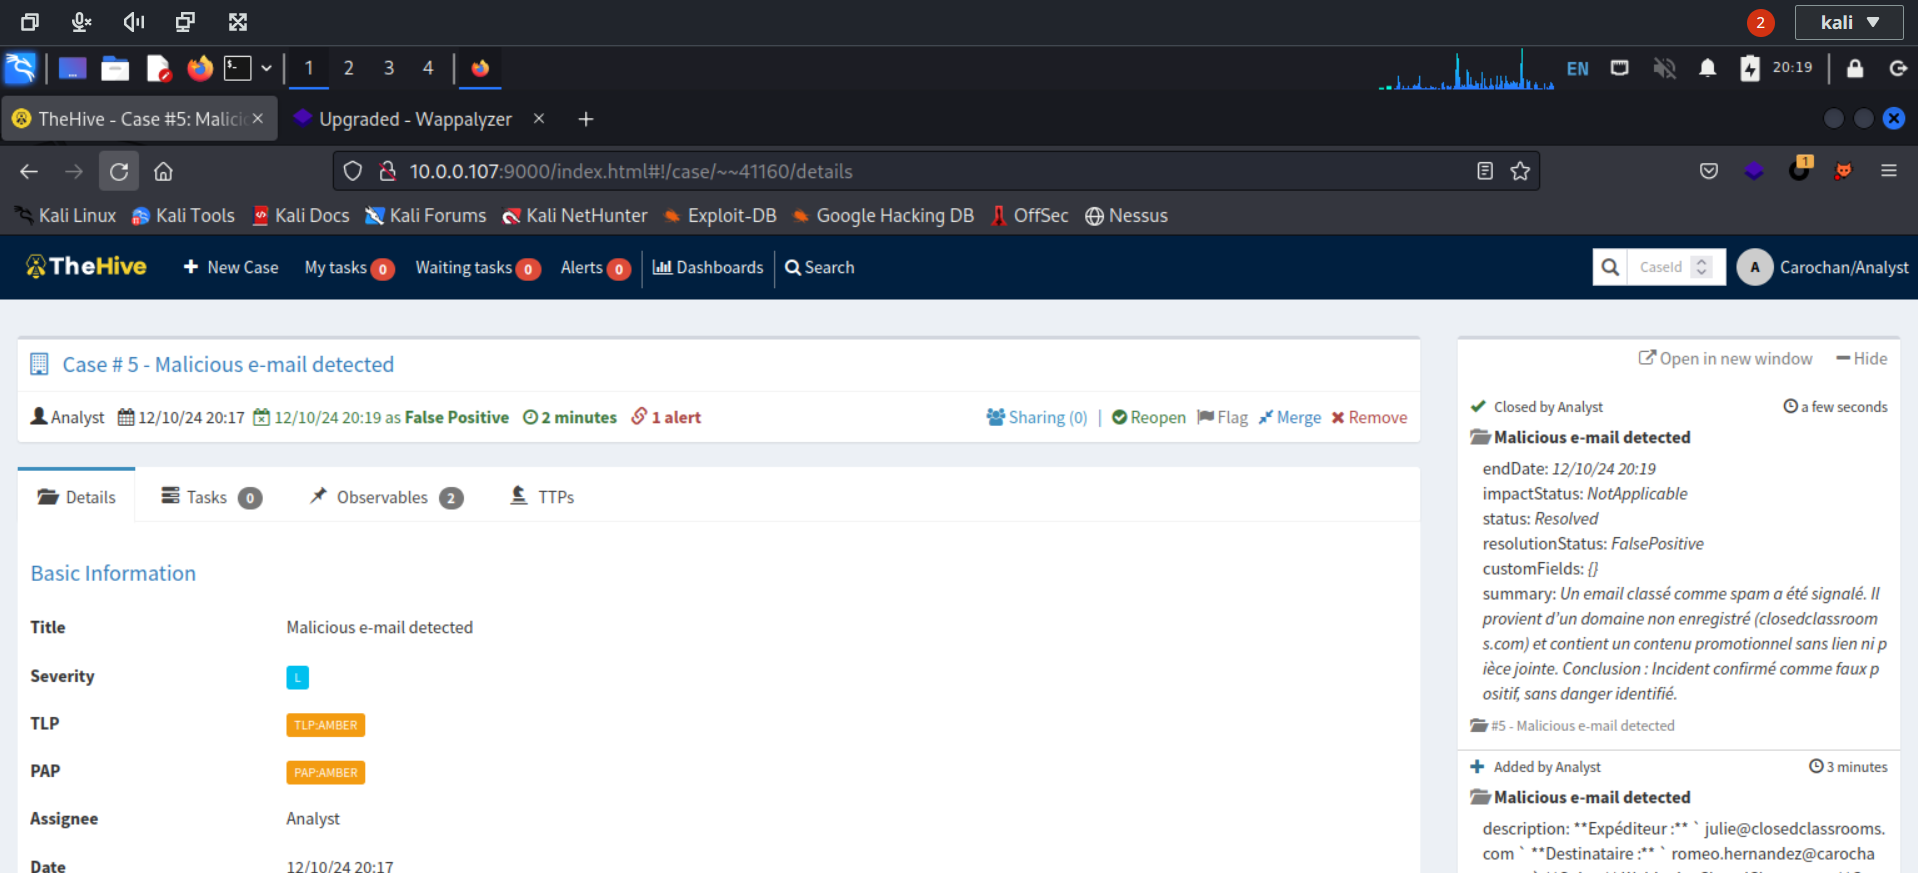 2
kali
1 2 3 4
EN
20:19
TheHive - Case #5: Malici
Upgraded - Wappalyzer
10.0.0.107:9000/index.html#!/case/~~41160/details
1
Kali Linux
Kali Tools
Kali Docs
Kali Forums
Kali NetHunter
Exploit-DB
Google Hacking DB
OffSec
Nessus
TheHive
New Case
My tasks 0
Waiting tasks 0
Alerts 0
Dashboards
Search
CaseId
A
Carochan/Analyst
Case # 5 - Malicious e-mail detected
Analyst 12/10/24 20:17 12/10/24 20:19 as False Positive 2 minutes 1 alert
Sharing (0) | Reopen Flag Merge Remove
Details
Tasks 0
Observables 2
TTPs
Basic Information
Title Malicious e-mail detected
Severity L
TLP TLP:AMBER
PAP PAP:AMBER
Assignee Analyst
Date 12/10/24 20:17
Open in new window Hide
Closed by Analyst a few seconds
Malicious e-mail detected
endDate: 12/10/24 20:19
impactStatus: NotApplicable
status: Resolved
resolutionStatus: FalsePositive
customFields: {}
summary: Un email classé comme spam a été signalé. Il
provient d'un domaine non enregistré (closedclassroom
s.com) et contient un contenu promotionnel sans lien ni p
ièce jointe. Conclusion : Incident confirmé comme faux p
ositif, sans danger identifié.
#5 - Malicious e-mail detected
Added by Analyst 3 minutes
Malicious e-mail detected
description: **Expéditeur :** ` julie@closedclassrooms.
com ` **Destinataire :** ` romeo.hernandez@carocha